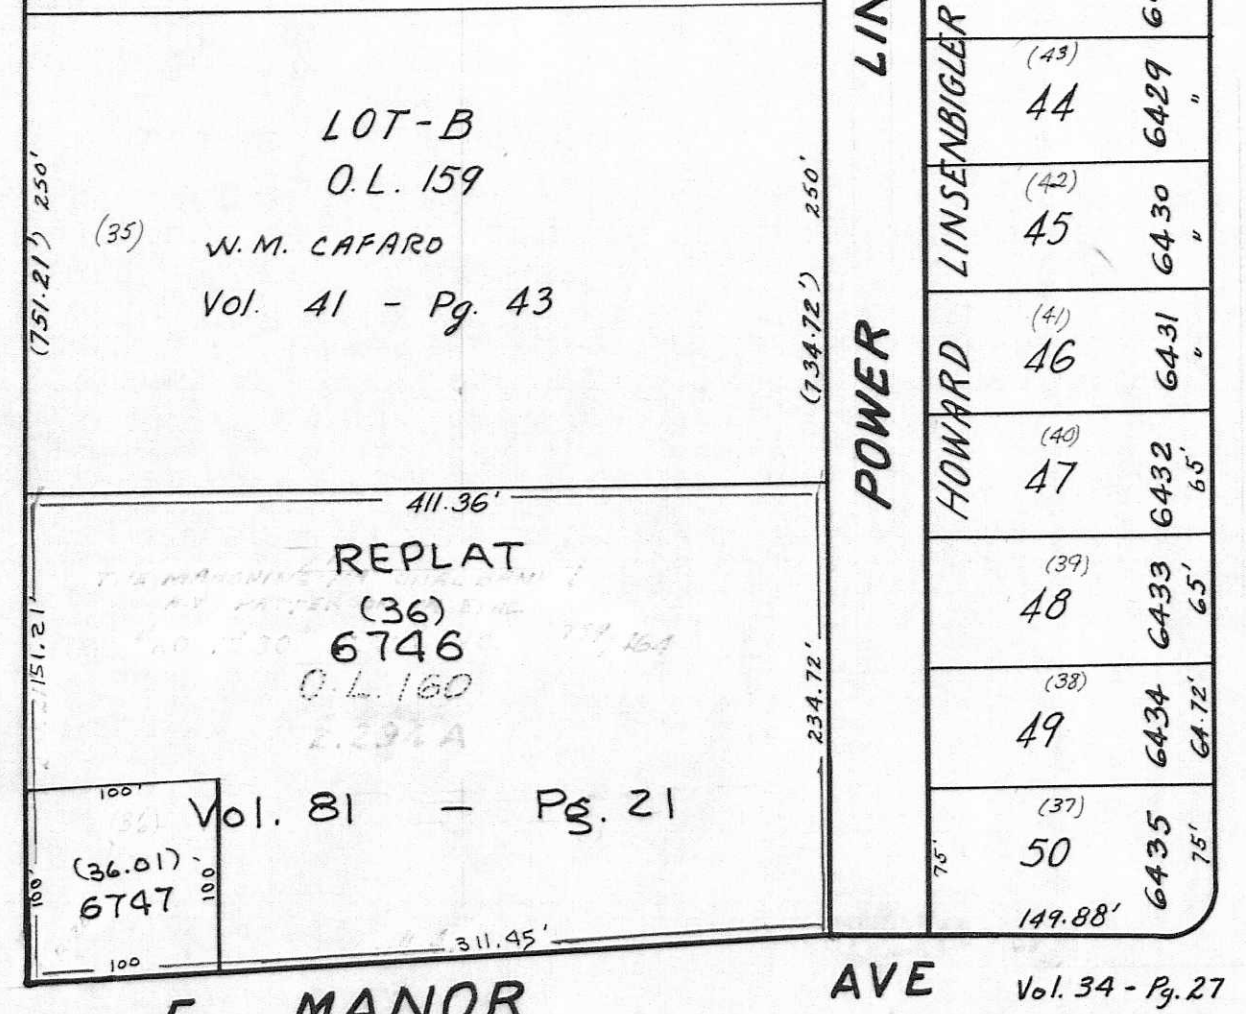 LOT-B
O.L. 159
(35)
W.M. CAFARO
Vol. 41 - Pg. 43
(751.21') 250'
(734.72') 250'
411.36'
REPLAT
(36)
6746
O.L. 160
2.294 A
151.21'
234.72'
Vol. 81 - Pg. 21
100'
(36.01)
6747
100'
100'
100
311.45'
E. MANOR AVE
LIN
POWER
HOWARD LINSENBIGLER
(43)
44
6429 "
(42)
45
6430 "
(41)
46
6431 "
(40)
47
6432 65'
(39)
48
6433 65'
(38)
49
6434 64.72'
(37)
50
6435 75'
75'
149.88'
Vol. 34 - Pg. 27